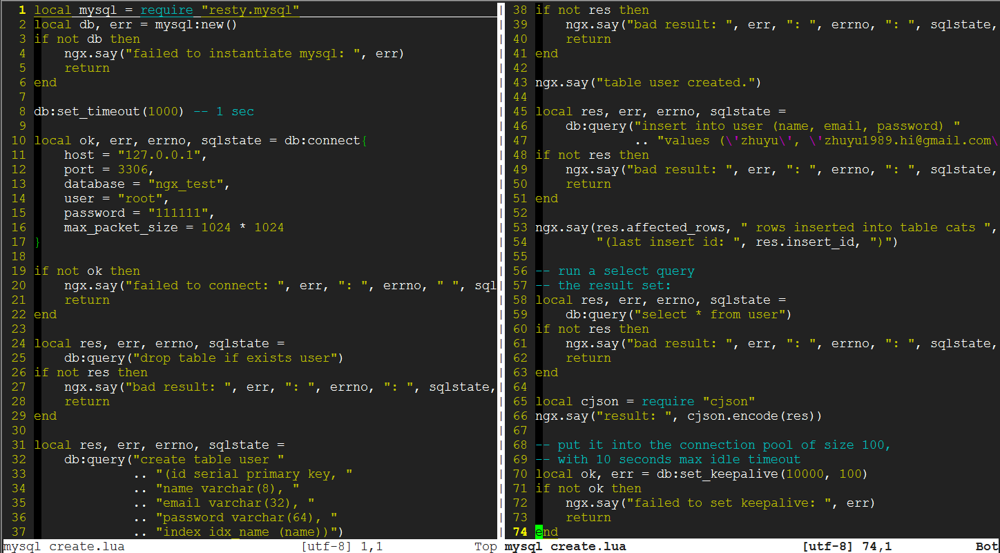 1 local mysql = require "resty.mysql"
2 local db, err = mysql:new()
3 if not db then
4     ngx.say("failed to instantiate mysql: ", err)
5     return
6 end
7
8 db:set_timeout(1000) -- 1 sec
9
10 local ok, err, errno, sqlstate = db:connect{
11     host = "127.0.0.1",
12     port = 3306,
13     database = "ngx_test",
14     user = "root",
15     password = "111111",
16     max_packet_size = 1024 * 1024
17 }
18
19 if not ok then
20     ngx.say("failed to connect: ", err, ": ", errno, " ", sql
21     return
22 end
23
24 local res, err, errno, sqlstate =
25     db:query("drop table if exists user")
26 if not res then
27     ngx.say("bad result: ", err, ": ", errno, ": ", sqlstate,
28     return
29 end
30
31 local res, err, errno, sqlstate =
32     db:query("create table user "
33              .. "(id serial primary key, "
34              .. "name varchar(8), "
35              .. "email varchar(32), "
36              .. "password varchar(64), "
37              .. "index idx_name (name))")
mysql create.lua [utf-8] 1,1 Top
38 if not res then
39     ngx.say("bad result: ", err, ": ", errno, ": ", sqlstate,
40     return
41 end
42
43 ngx.say("table user created.")
44
45 local res, err, errno, sqlstate =
46     db:query("insert into user (name, email, password) "
47              .. "values (\'zhuyu\', \'zhuyu1989.hi@gmail.com\
48 if not res then
49     ngx.say("bad result: ", err, ": ", errno, ": ", sqlstate,
50     return
51 end
52
53 ngx.say(res.affected_rows, " rows inserted into table cats ",
54         "(last insert id: ", res.insert_id, ")")
55
56 -- run a select query
57 -- the result set:
58 local res, err, errno, sqlstate =
59     db:query("select * from user")
60 if not res then
61     ngx.say("bad result: ", err, ": ", errno, ": ", sqlstate,
62     return
63 end
64
65 local cjson = require "cjson"
66 ngx.say("result: ", cjson.encode(res))
67
68 -- put it into the connection pool of size 100,
69 -- with 10 seconds max idle timeout
70 local ok, err = db:set_keepalive(10000, 100)
71 if not ok then
72     ngx.say("failed to set keepalive: ", err)
73     return
74 end
mysql create.lua [utf-8] 74,1 Bot